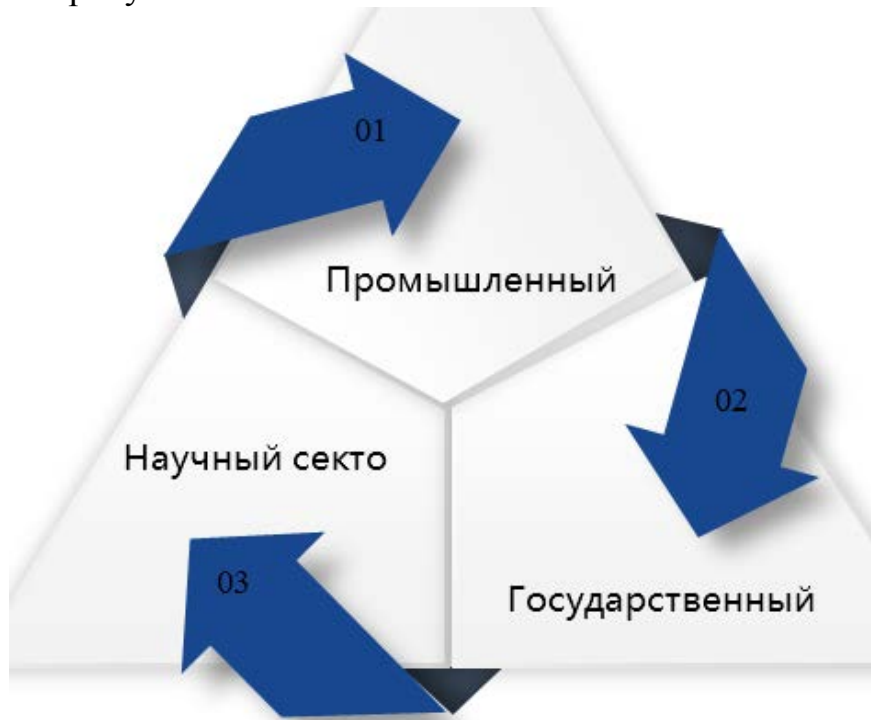 01
Промышленный
02
Научный секто
03
Государственный